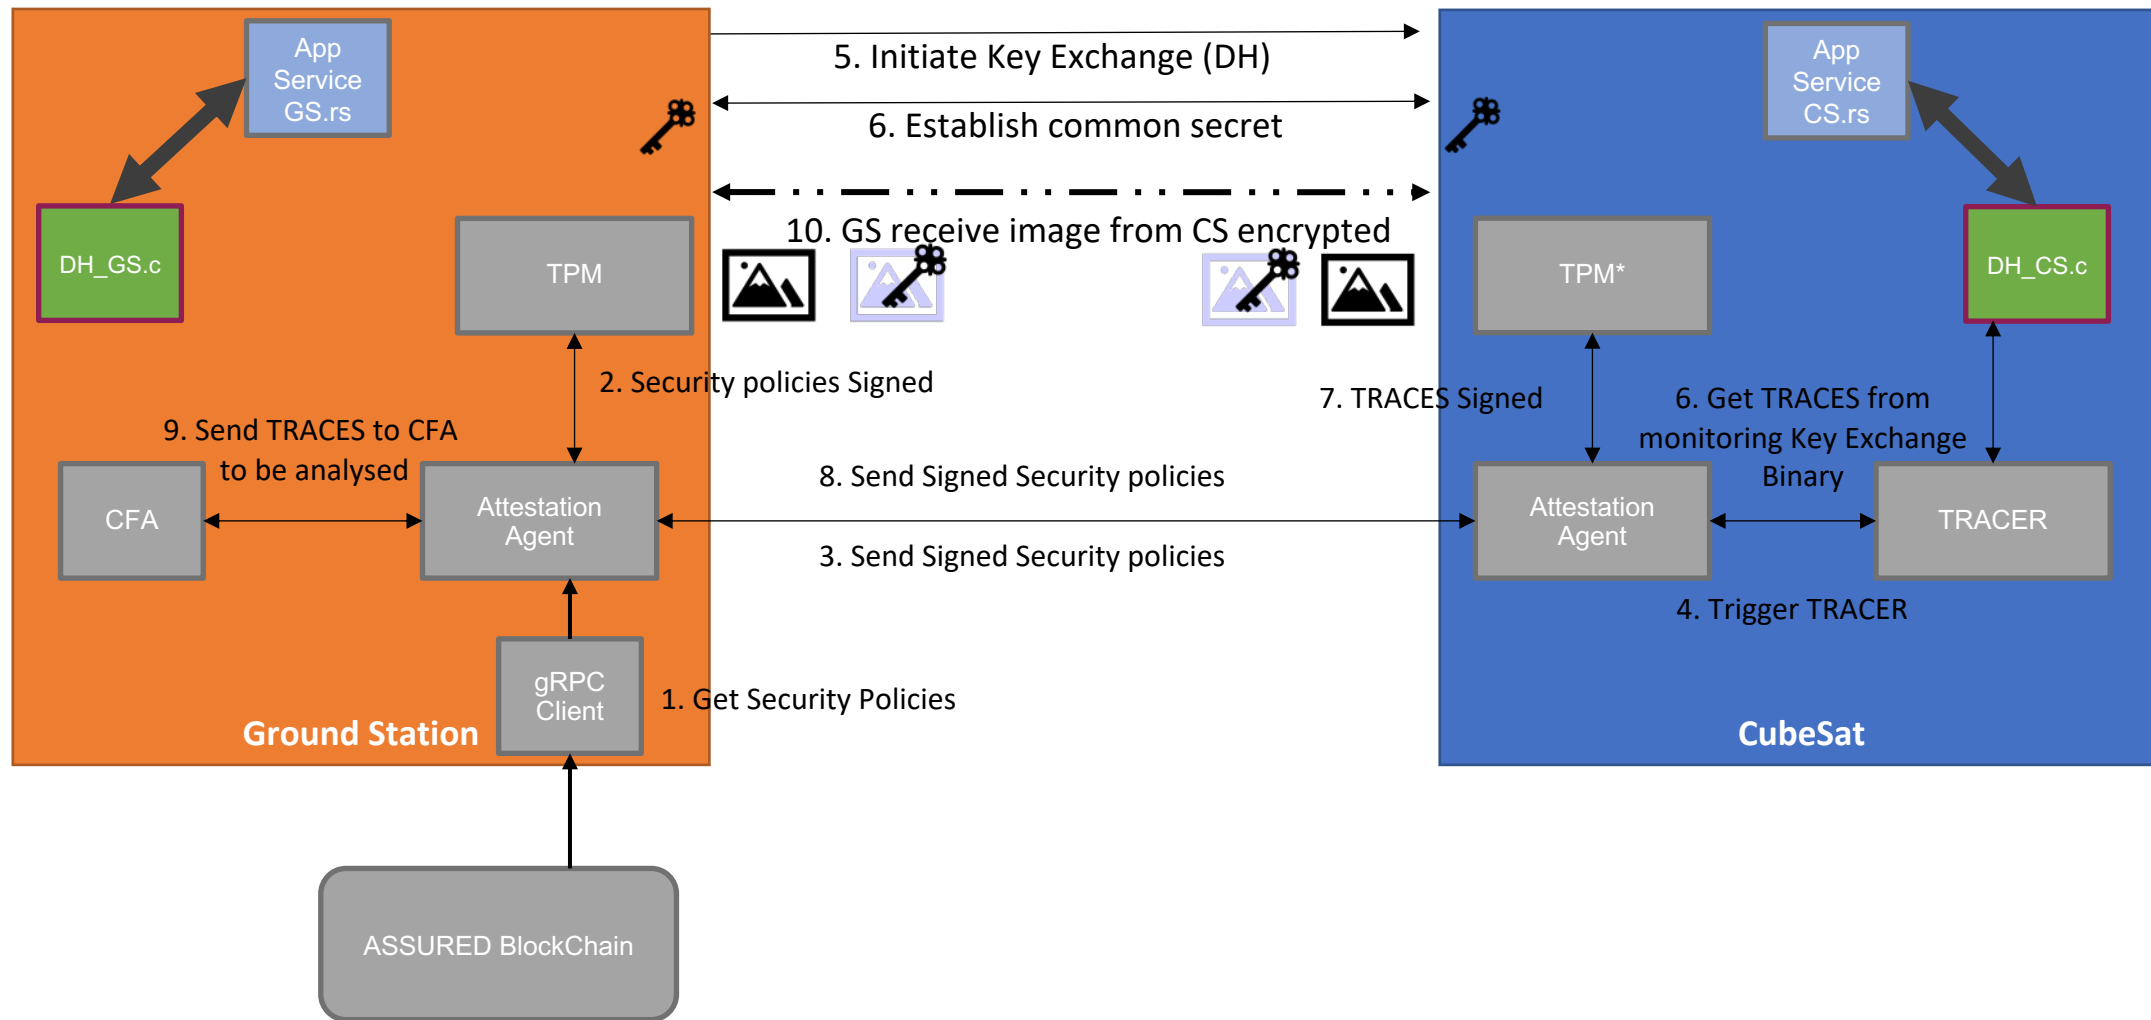 App
Service
GS.rs
5. Initiate Key Exchange (DH)
App
Service
CS.rs
6. Establish common secret
DH_GS.c
TPM
10. GS receive image from CS encrypted
TPM*
DH_CS.c
2. Security policies Signed
7. TRACES Signed
6. Get TRACES from
monitoring Key Exchange
Binary
9. Send TRACES to CFA
to be analysed
CFA
Attestation
Agent
8. Send Signed Security policies
3. Send Signed Security policies
Attestation
Agent
TRACER
4. Trigger TRACER
gRPC
Client
1. Get Security Policies
Ground Station
CubeSat
ASSURED BlockChain